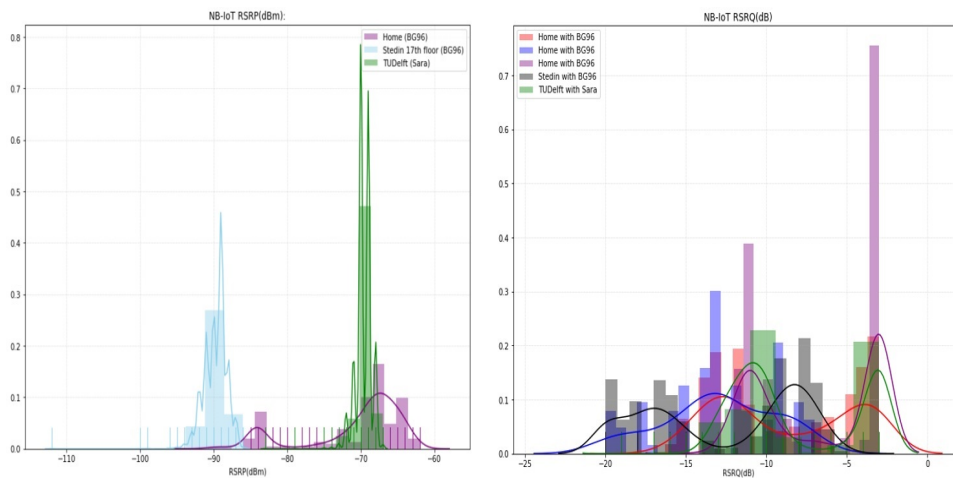 NB-IoT RSRP(dBm):
0.8
0.7
0.6
0.5
0.4
0.3
0.2
0.1
0.0
Home (BG96)
Stedin 17th floor (BG96)
TUDelft (Sara)
−110
−100
−90
−80
−70
−60
RSRP(dBm)
NB-IoT RSRQ(dB)
Home with BG96
Home with BG96
Home with BG96
Stedin with BG96
TUDelft with Sara
0.7
0.6
0.5
0.4
0.3
0.2
0.1
0.0
−25
−20
−15
−10
−5
0
RSRQ(dB)